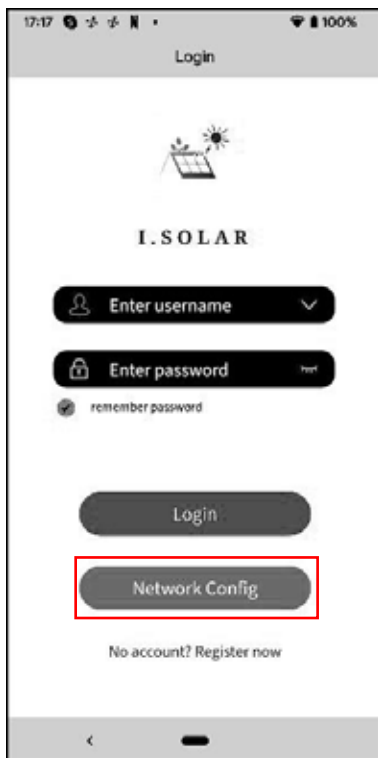 17:17 100%
Login
I.SOLAR
Enter username
Enter password
remember password
Login
Network Config
No account? Register now